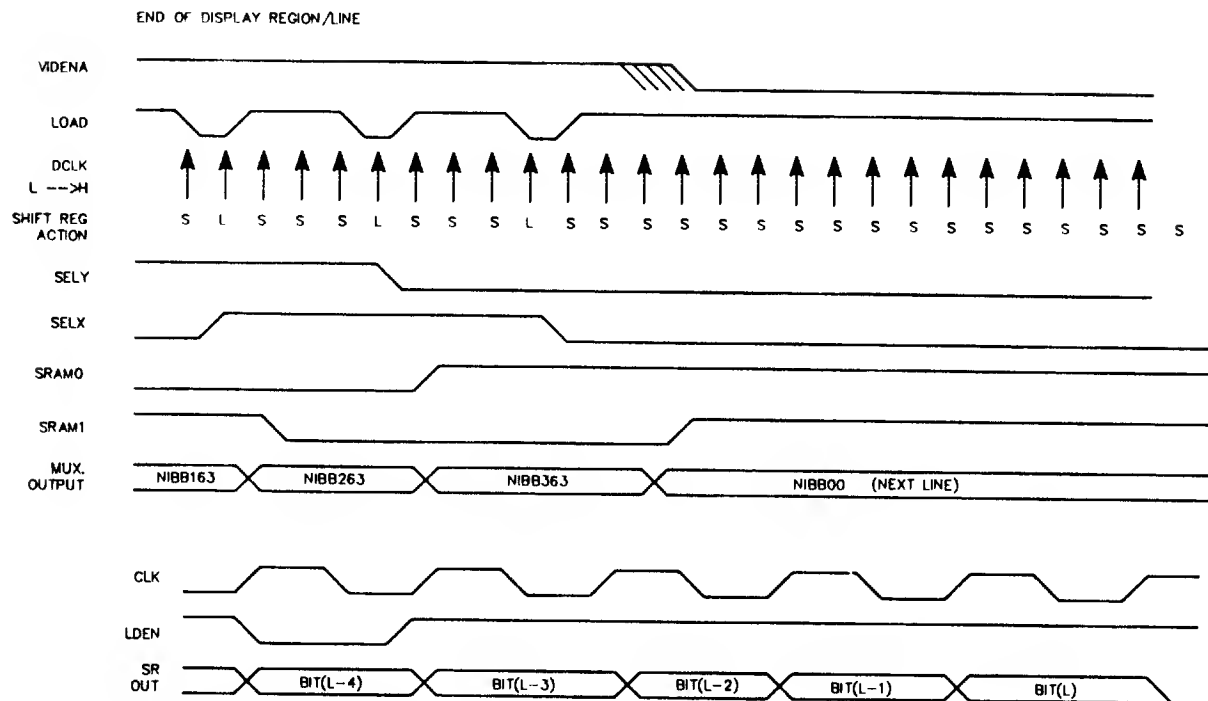 END OF DISPLAY REGION/LINE
VIDENA
LOAD
DCLK
L -->H
SHIFT REG
ACTION
S L S S S L S S S L S S S S S S S S S S S S S S S S S
SELY
SELX
SRAM0
SRAM1
MUX.
OUTPUT
NIBB163 NIBB263 NIBB363 NIBB00 (NEXT LINE)
CLK
LDEN
SR
OUT
BIT(L-4) BIT(L-3) BIT(L-2) BIT(L-1) BIT(L)